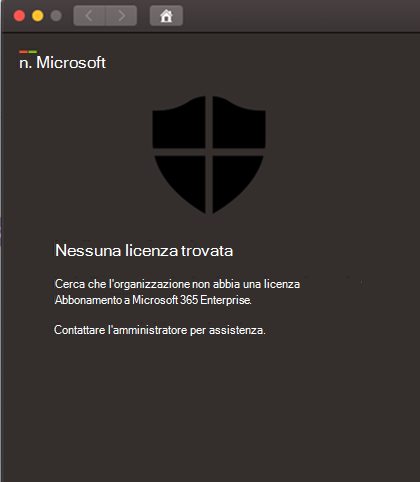 n. Microsoft
Nessuna licenza trovata
Cerca che l'organizzazione non abbia una licenza
Abbonamento a Microsoft 365 Enterprise.
Contattare l'amministratore per assistenza.